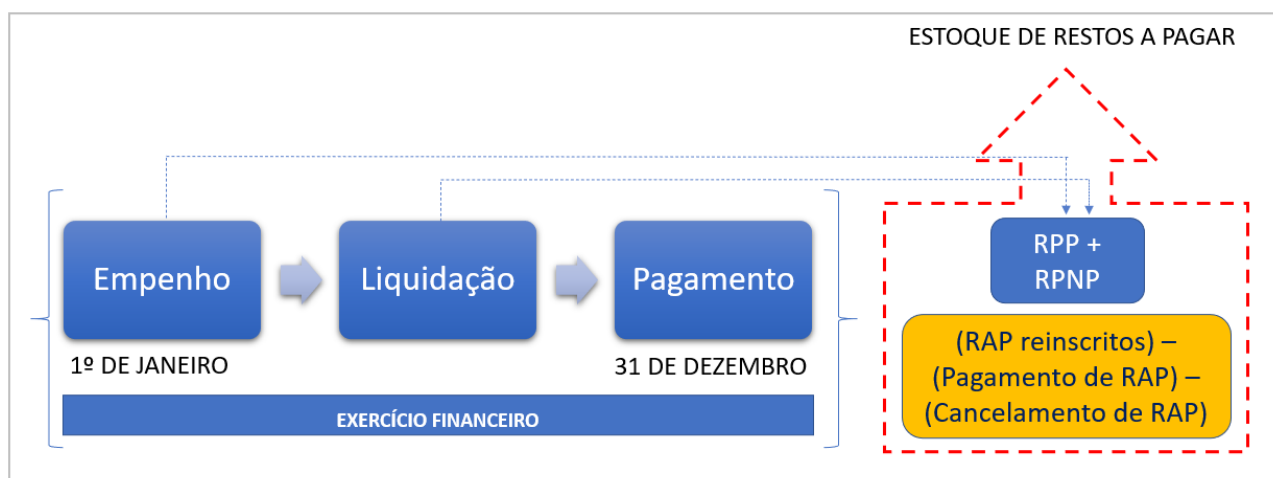 ESTOQUE DE RESTOS A PAGAR
Empenho
Liquidação
Pagamento
1º DE JANEIRO
31 DE DEZEMBRO
EXERCÍCIO FINANCEIRO
RPP +
RPNP
(RAP reinscritos) –
(Pagamento de RAP) –
(Cancelamento de RAP)